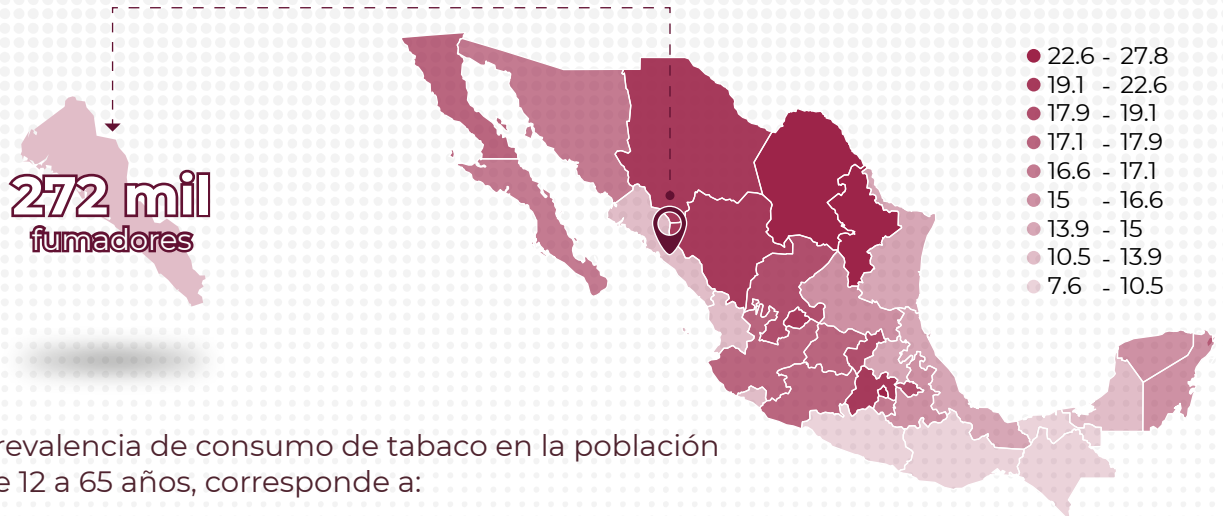 272 mil
fumadores
22.6 - 27.8
19.1 - 22.6
17.9 - 19.1
17.1 - 17.9
16.6 - 17.1
15 - 16.6
13.9 - 15
10.5 - 13.9
7.6 - 10.5
revalencia de consumo de tabaco en la población
e 12 a 65 años, corresponde a: